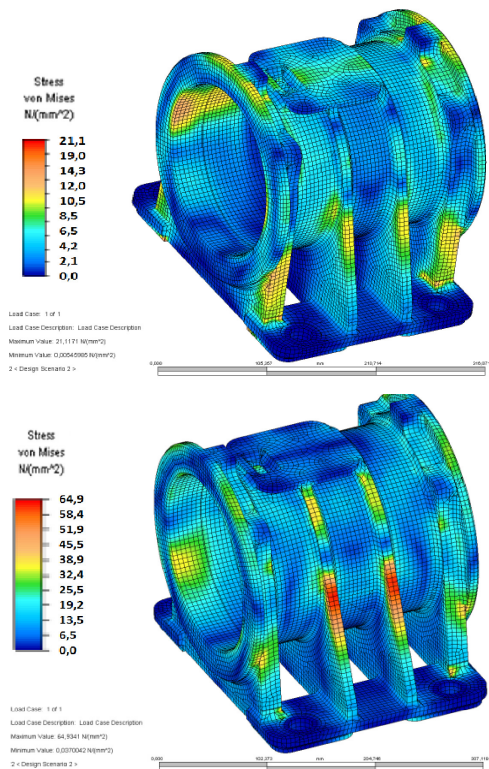 Stress
von Mises
N/(mm^2)
21,1
19,0
14,3
12,0
10,5
8,5
6,5
4,2
2,1
0,0
Load Case: 1 of 1
Load Case Description: Load Case Description
Maximum Value: 21,1171 N/(mm^2)
Minimum Value: 0,00545985 N/(mm^2)
2 < Design Scenario 2 >
0,000
mm
Stress
von Mises
N/(mm^2)
64,9
58,4
51,9
45,5
38,9
32,4
25,5
19,2
13,5
6,5
0,0
Load Case: 1 of 1
Load Case Description: Load Case Description
Maximum Value: 64,9341 N/(mm^2)
Minimum Value: 0,0370042 N/(mm^2)
2 < Design Scenario 2 >
0,000
mm